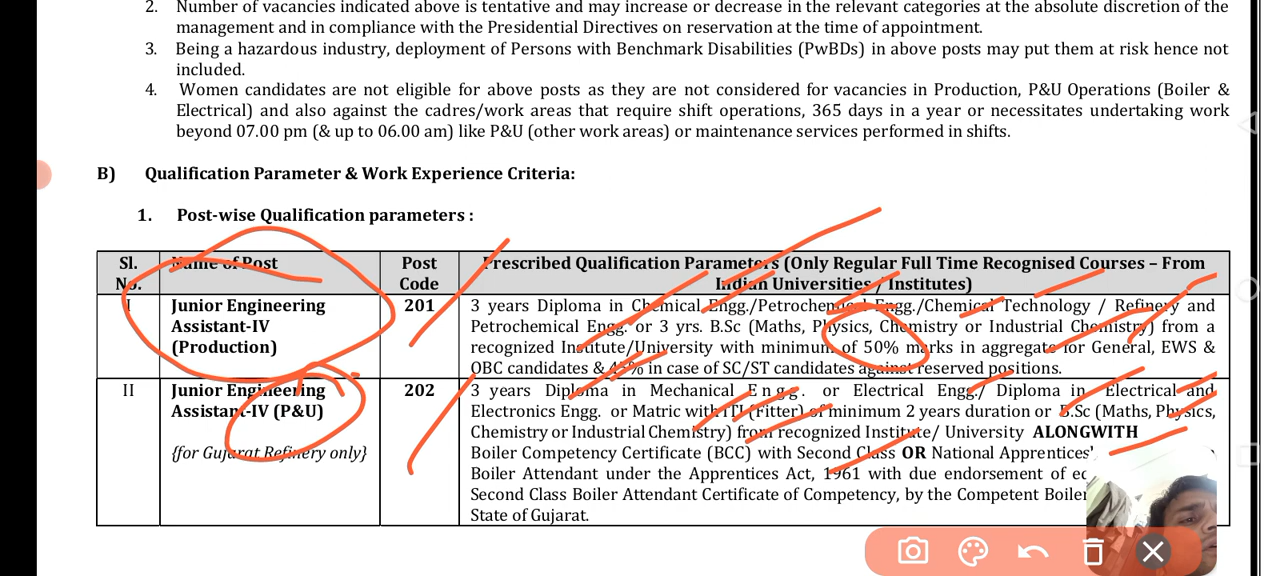 2. Number of vacancies indicated above is tentative and may increase or decrease in the relevant categories at the absolute discretion of the
management and in compliance with the Presidential Directives on reservation at the time of appointment.
3. Being a hazardous industry, deployment of Persons with Benchmark Disabilities (PwBDs) in above posts may put them at risk hence not
included.
4. Women candidates are not eligible for above posts as they are not considered for vacancies in Production, P&U Operations (Boiler &
Electrical) and also against the cadres/work areas that require shift operations, 365 days in a year or necessitates undertaking work
beyond 07.00 pm (& up to 06.00 am) like P&U (other work areas) or maintenance services performed in shifts.
B) Qualification Parameter & Work Experience Criteria:
1. Post-wise Qualification parameters :
Sl. No.
Name of Post
Post Code
Prescribed Qualification Parameters (Only Regular Full Time Recognised Courses – From
Indian Universities / Institutes)
I
Junior Engineering
Assistant-IV
(Production)
201
3 years Diploma in Chemical Engg./Petrochemical Engg./Chemical Technology / Refinery and
Petrochemical Engg. or 3 yrs. B.Sc (Maths, Physics, Chemistry or Industrial Chemistry) from a
recognized Institute/University with minimum of 50% marks in aggregate for General, EWS &
OBC candidates & 45% in case of SC/ST candidates against reserved positions.
II
Junior Engineering
Assistant-IV (P&U)
{for Gujarat Refinery only}
202
3 years Diploma in Mechanical Engg. or Electrical Engg./ Diploma in Electrical and
Electronics Engg. or Matric with ITI (Fitter) of minimum 2 years duration or B.Sc (Maths, Physics,
Chemistry or Industrial Chemistry) from recognized Institute/ University ALONGWITH
Boiler Competency Certificate (BCC) with Second Class OR National Apprentices
Boiler Attendant under the Apprentices Act, 1961 with due endorsement of
Second Class Boiler Attendant Certificate of Competency, by the Competent Boiler
State of Gujarat.